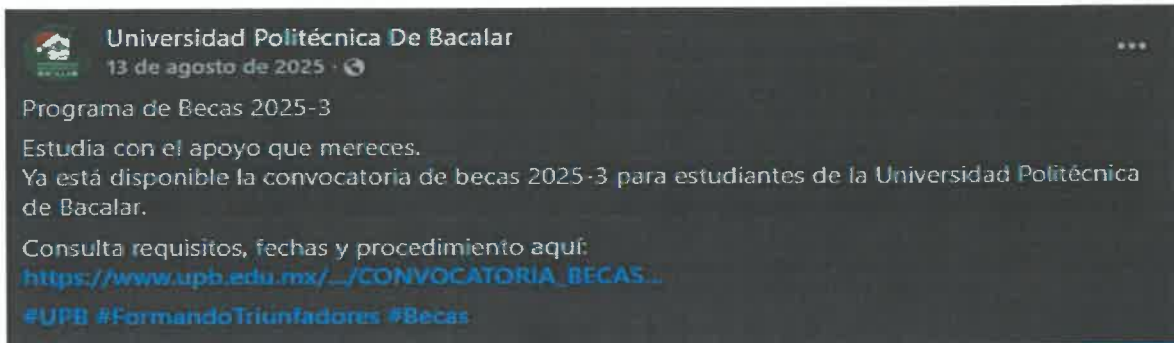 Universidad Politécnica De Bacalar
13 de agosto de 2025 ·
Programa de Becas 2025-3
Estudia con el apoyo que mereces.
Ya está disponible la convocatoria de becas 2025-3 para estudiantes de la Universidad Politécnica
de Bacalar.
Consulta requisitos, fechas y procedimiento aquí:
https://www.upb.edu.mx/.../CONVOCATORIA_BECAS...
#UPB #FormandoTriunfadores #Becas